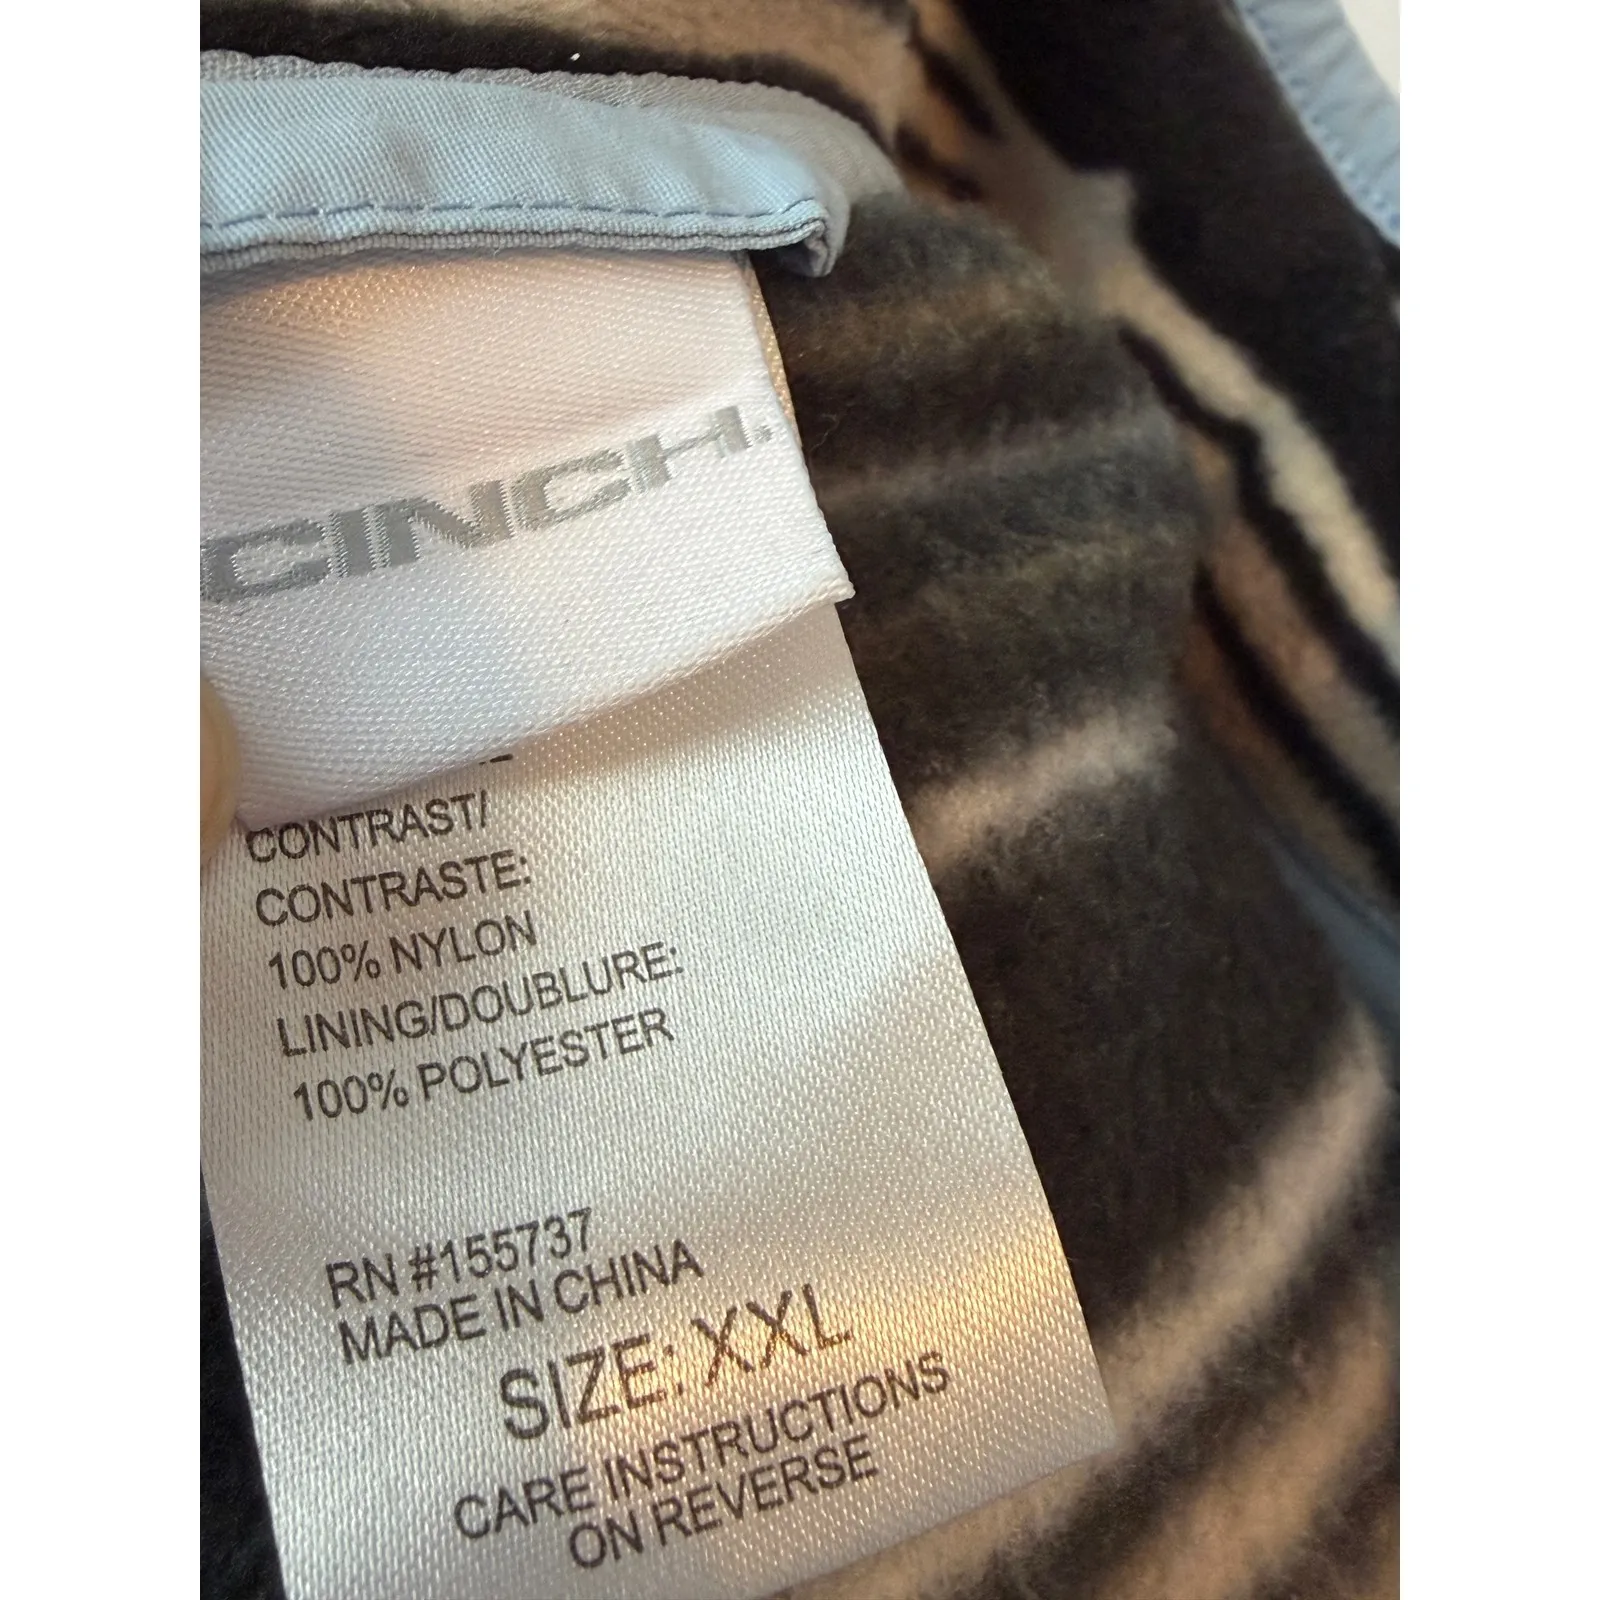 CINCH.
CONTRAST/
CONTRASTE:
100% NYLON
LINING/DOUBLURE:
100% POLYESTER
RN #155737
MADE IN CHINA
SIZE: XXL
CARE INSTRUCTIONS
ON REVERSE